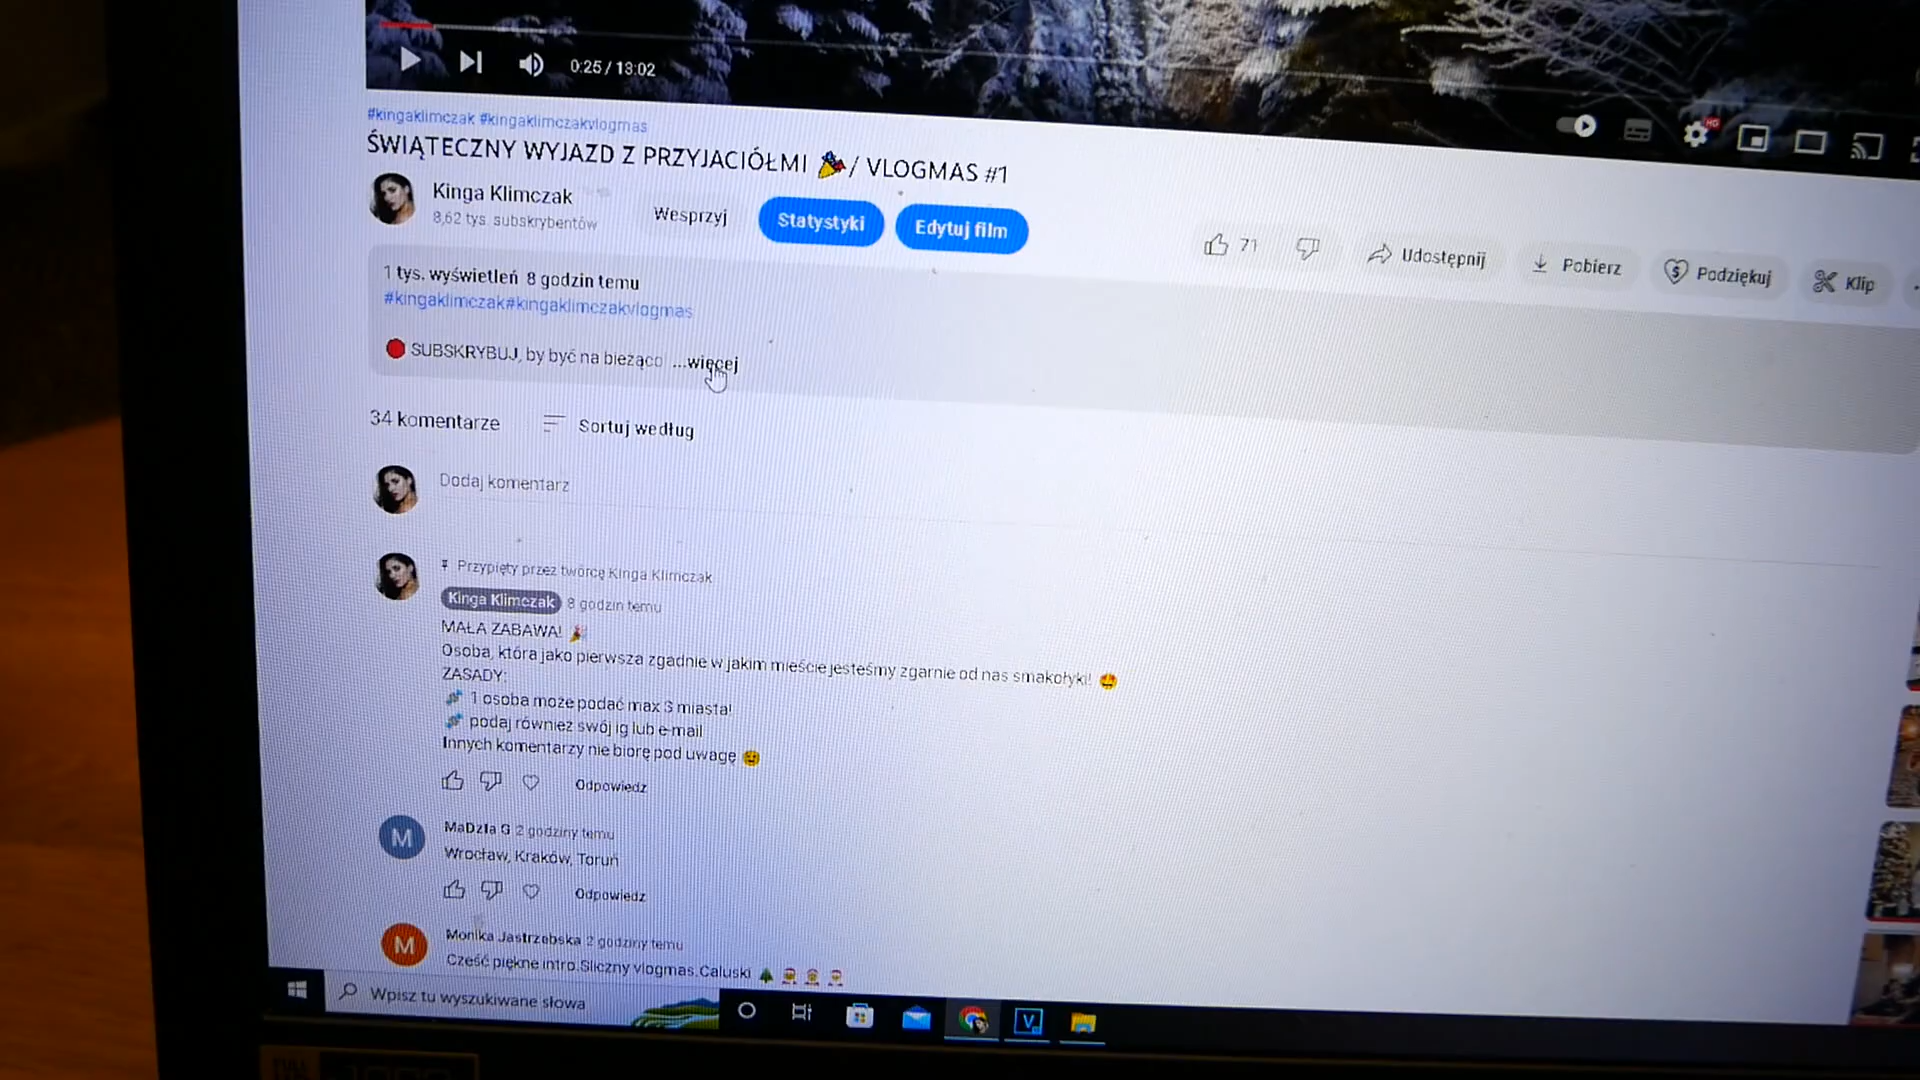 0:25 / 13:02
#kingaklimczak #kingaklimczakvlogmas
ŚWIĄTECZNY WYJAZD Z PRZYJACIÓŁMI 🎉/ VLOGMAS #1
Kinga Klimczak
8,62 tys. subskrybentów
Wesprzyj
Statystyki
Edytuj film
71
Udostępnij
Pobierz
Podziękuj
Klip
1 tys. wyświetleń 8 godzin temu
#kingaklimczak#kingaklimczakvlogmas
🔴 SUBSKRYBUJ, by być na bieżąco ...więcej
34 komentarze
Sortuj według
Dodaj komentarz
Przypięty przez twórcę Kinga Klimczak
Kinga Klimczak 8 godzin temu
MAŁA ZABAWA! 🎉
Osoba, która jako pierwsza zgadnie w jakim mieście jesteśmy zgarnie od nas smakołyki! 🤩
ZASADY:
🍬 1 osoba może podać max 3 miasta!
🍬 podaj również swój ig lub e-mail
Innych komentarzy nie biorę pod uwagę
Odpowiedz
M
MaDzia G 2 godziny temu
Wrocław, Kraków, Toruń
Odpowiedz
M
Monika Jastrzebska 2 godziny temu
Cześć piękne intro.Sliczny vlogmas.Caluski 🎄
Wpisz tu wyszukiwane słowa
V
FULL